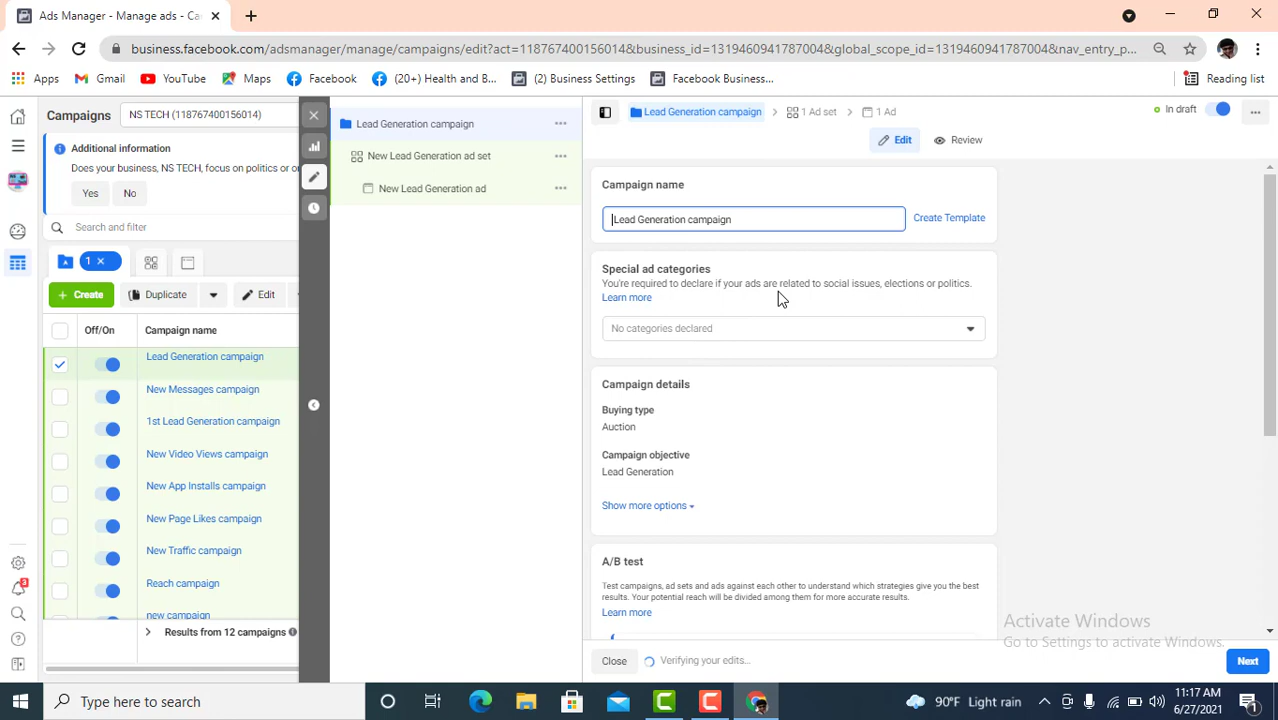 Ads Manager - Manage ads - Ca
business.facebook.com/adsmanager/manage/campaigns/edit?act=118767400156014&business_id=1319460941787004&global_scope_id=1319460941787004&nav_entry_p...
Apps
Gmail
YouTube
Maps
Facebook
(20+) Health and B...
(2) Business Settings
Facebook Business...
Reading list
Campaigns
NS TECH (118767400156014)
Additional information
Does your business, NS TECH, focus on politics or
Yes
No
Search and filter
1
Create
Duplicate
Edit
Off/On
Campaign name
Lead Generation campaign
New Messages campaign
1st Lead Generation campaign
New Video Views campaign
New App Installs campaign
New Page Likes campaign
New Traffic campaign
Reach campaign
new campaign
Results from 12 campaigns
Lead Generation campaign
New Lead Generation ad set
New Lead Generation ad
Lead Generation campaign
1 Ad set
1 Ad
In draft
Edit
Review
Campaign name
Lead Generation campaign
Create Template
Special ad categories
You're required to declare if your ads are related to social issues, elections or politics.
Learn more
No categories declared
Campaign details
Buying type
Auction
Campaign objective
Lead Generation
Show more options
A/B test
Test campaigns, ad sets and ads against each other to understand which strategies give you the best
results. Your potential reach will be divided among them for more accurate results.
Learn more
Activate Windows
Go to Settings to activate Windows.
Close
Verifying your edits...
Next
3
Type here to search
90°F Light rain
11:17 AM
6/27/2021
1